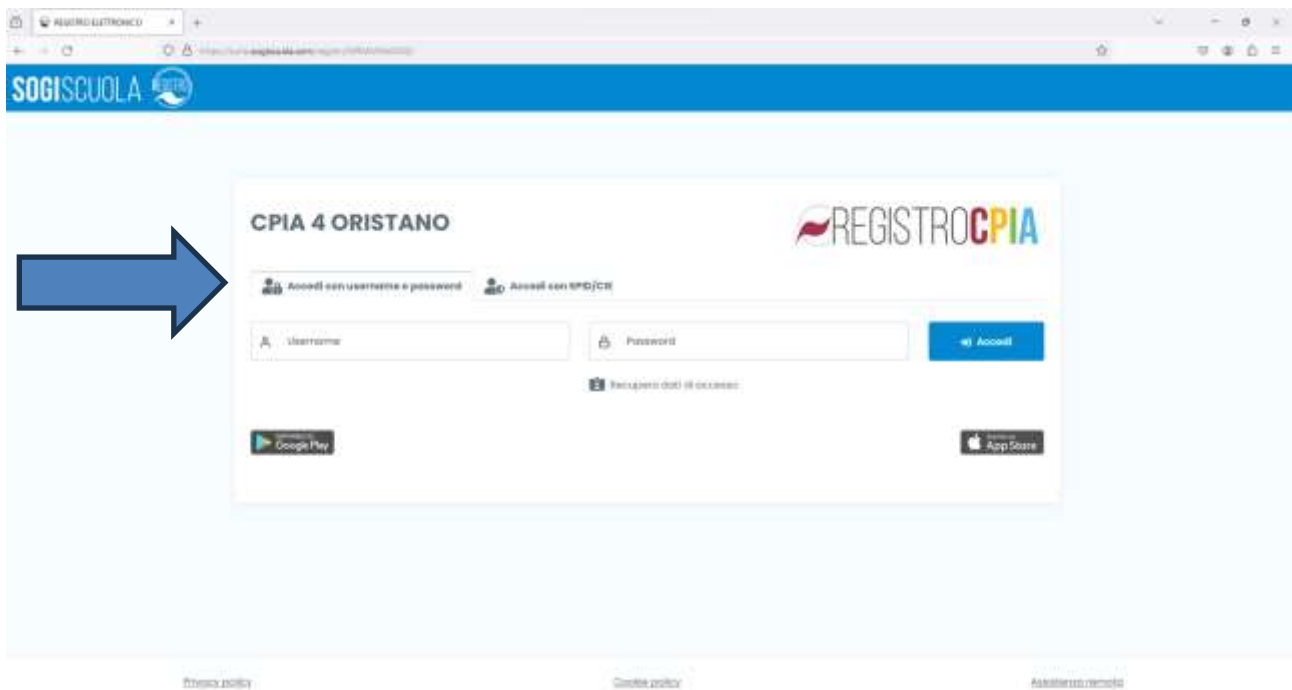 REGISTRO ELETTRONICO
SOGISCUOLA
CPIA 4 ORISTANO
REGISTROCPIA
Accedi con username e password
Accedi con SPID/CIE
Username
Password
Accedi
Recupero dati di accesso
Google Play
App Store
Privacy policy
Cookie policy
Assistenza remota